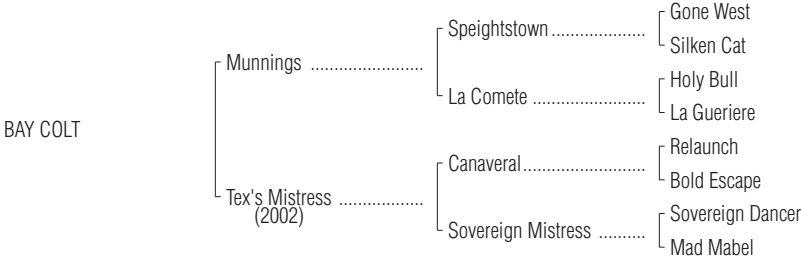 Gone West
Speightstown ....................
Silken Cat
Munnings ........................
Holy Bull
La Comete ........................
La Gueriere
BAY COLT
Relaunch
Canaveral..........................
Bold Escape
Tex's Mistress ..................
(2002)
Sovereign Dancer
Sovereign Mistress ..........
Mad Mabel